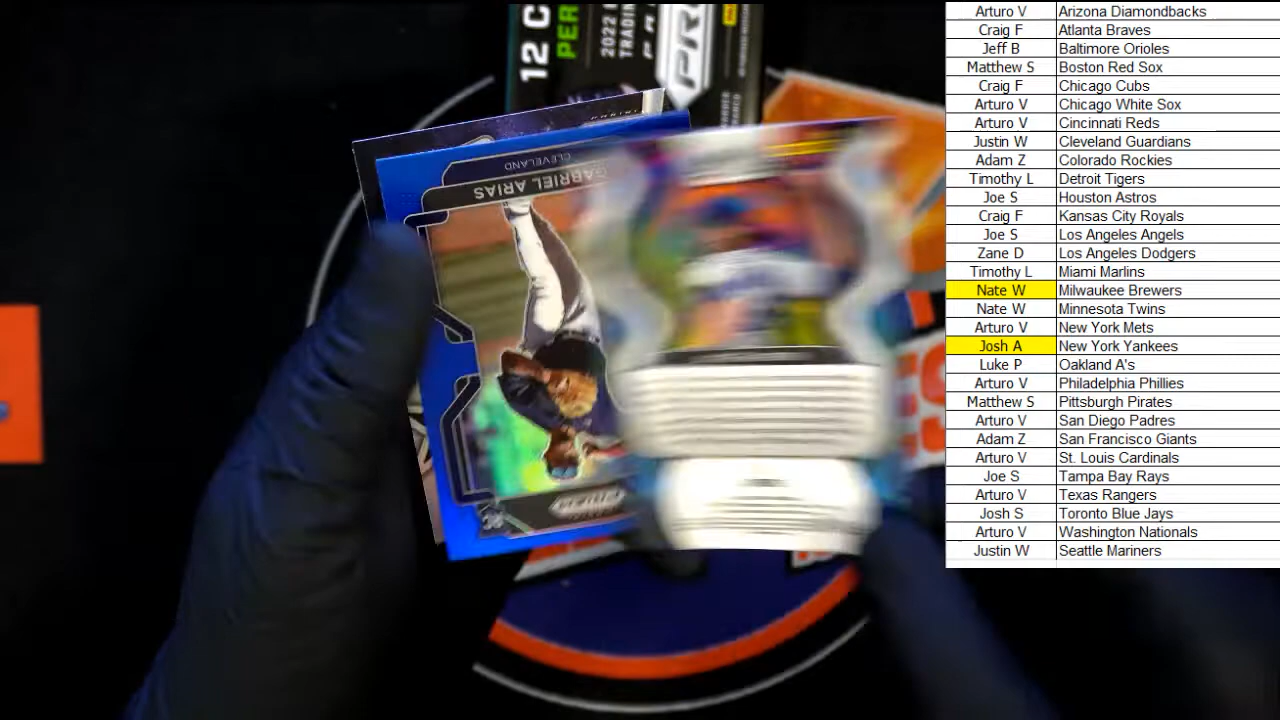 12 C
PER
2022
TRADIN
PRI
CLEVELAND
GABRIEL ARIAS
PRIZM
RC
Arturo V Arizona Diamondbacks
Craig F Atlanta Braves
Jeff B Baltimore Orioles
Matthew S Boston Red Sox
Craig F Chicago Cubs
Arturo V Chicago White Sox
Arturo V Cincinnati Reds
Justin W Cleveland Guardians
Adam Z Colorado Rockies
Timothy L Detroit Tigers
Joe S Houston Astros
Craig F Kansas City Royals
Joe S Los Angeles Angels
Zane D Los Angeles Dodgers
Timothy L Miami Marlins
Nate W Milwaukee Brewers
Nate W Minnesota Twins
Arturo V New York Mets
Josh A New York Yankees
Luke P Oakland A's
Arturo V Philadelphia Phillies
Matthew S Pittsburgh Pirates
Arturo V San Diego Padres
Adam Z San Francisco Giants
Arturo V St. Louis Cardinals
Joe S Tampa Bay Rays
Arturo V Texas Rangers
Josh S Toronto Blue Jays
Arturo V Washington Nationals
Justin W Seattle Mariners